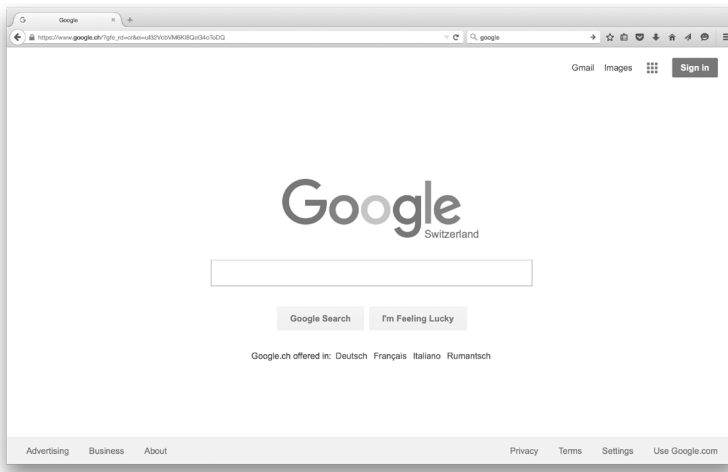 G Google × +
https://www.google.ch/?gfe_rd=cr&ei=ufl32VcbVM6Kl8QeG4oToDQ google
Gmail Images Sign in
Google
Switzerland
Google Search I'm Feeling Lucky
Google.ch offered in: Deutsch Français Italiano Rumantsch
Advertising Business About Privacy Terms Settings Use Google.com